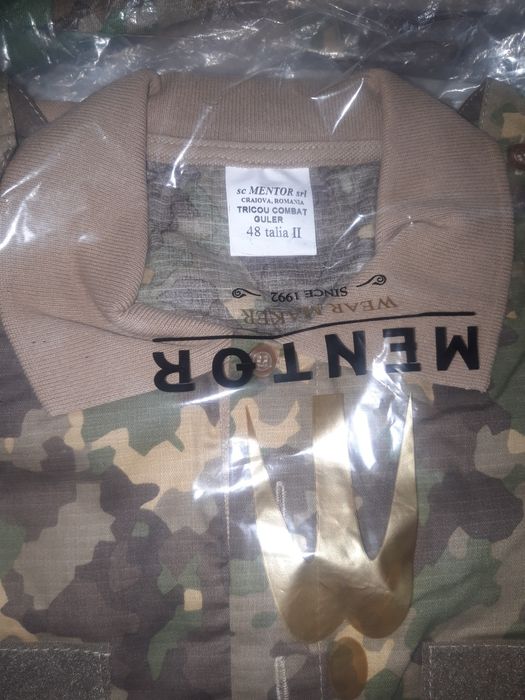 sc MENTOR srl
CRAIOVA, ROMANIA
TRICOU COMBAT
GULER
48 talia II
SINCE 1992
WEAR MAKER
MENTOR